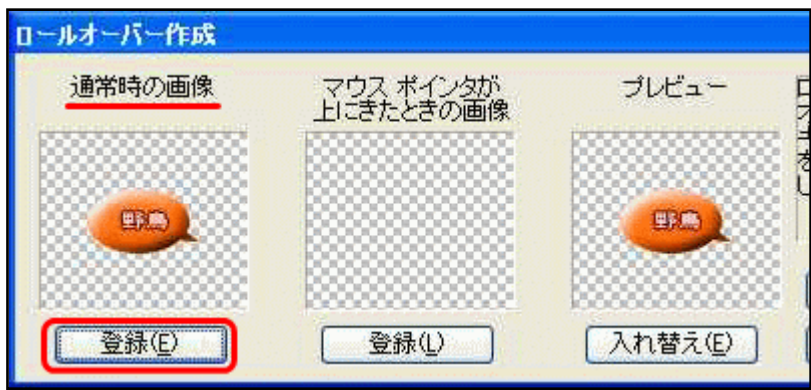 ロールオーバー作成
通常時の画像
マウス ポインタが
上にきたときの画像
プレビュー
野鳥
野鳥
登録(E)
登録(L)
入れ替え(E)